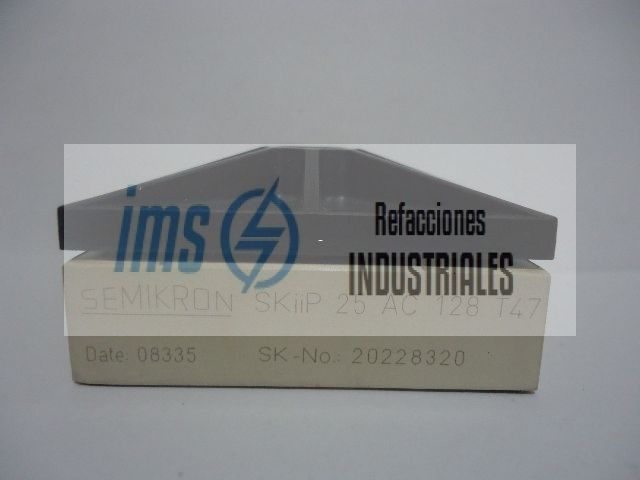 ims
Refacciones
INDUSTRIALES
SEMIKRON SKiiP 25 AC 128 T47
Date: 08335 SK-No.: 20228320